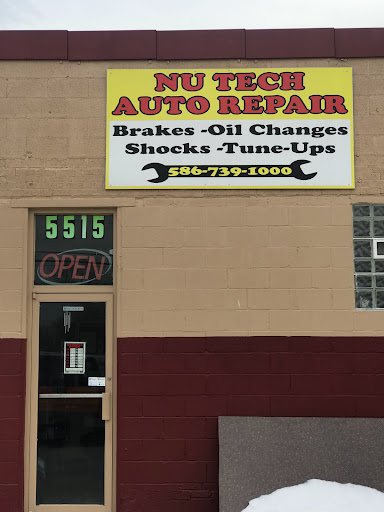 NU TECH
AUTO REPAIR
Brakes -Oil Changes
Shocks -Tune-Ups
586-739-1000
5515
OPEN